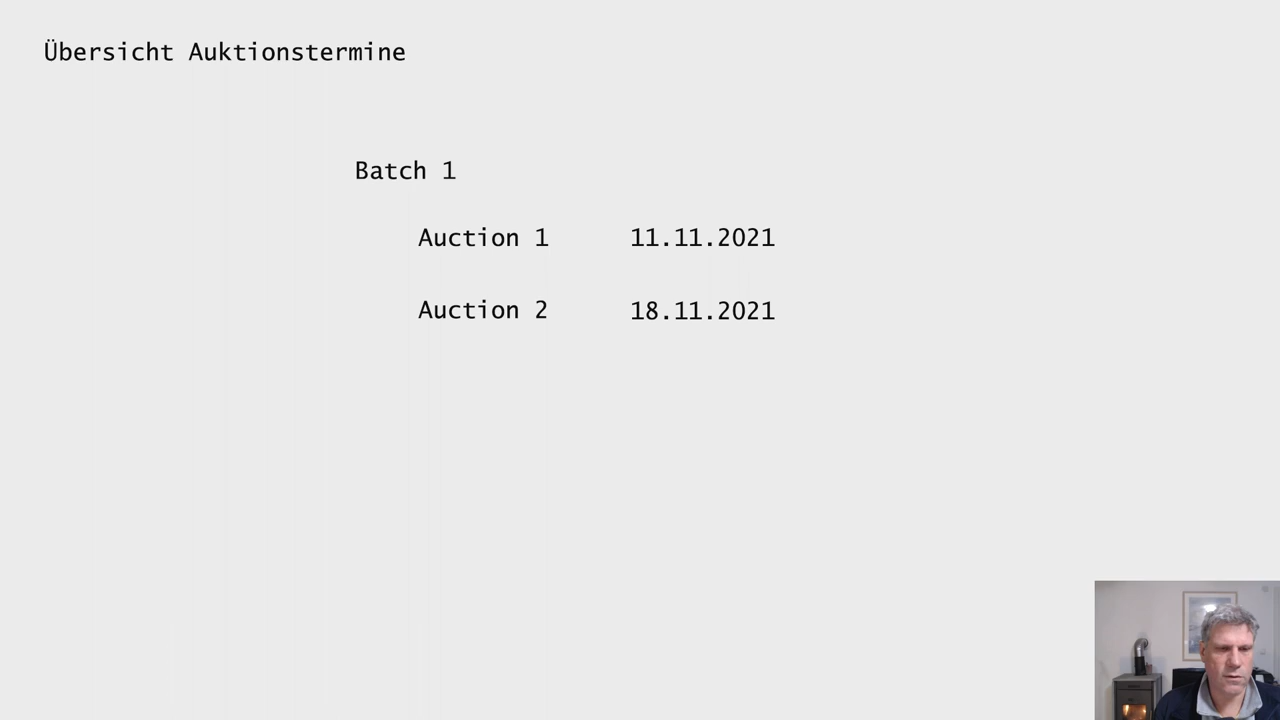 Übersicht Auktionstermine
Batch 1
Auction 1 11.11.2021
Auction 2 18.11.2021